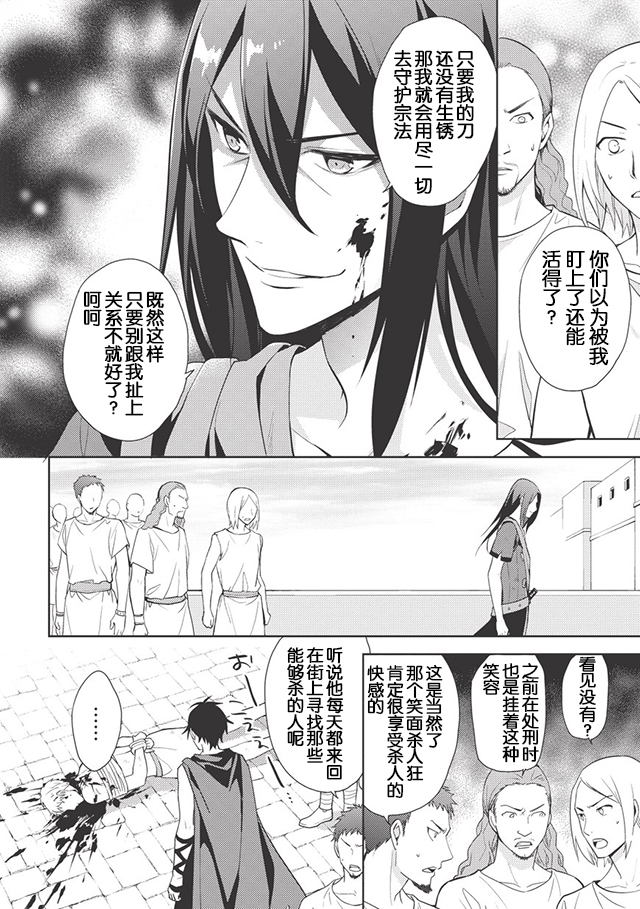 你们以为被我
盯上了还能
活得了？
只要我的刀
还没有生锈
那我就会用尽一切
去守护宗法
既然这样
只要别跟我扯上
关系不就好了？
呵呵
看见没有？
之前在处刑时
也是挂着这种
笑容
这是当然了
那个笑面杀人狂
肯定很享受杀人的
快感的
听说他每天都来回
在街上寻找那些
能够杀的人呢
……